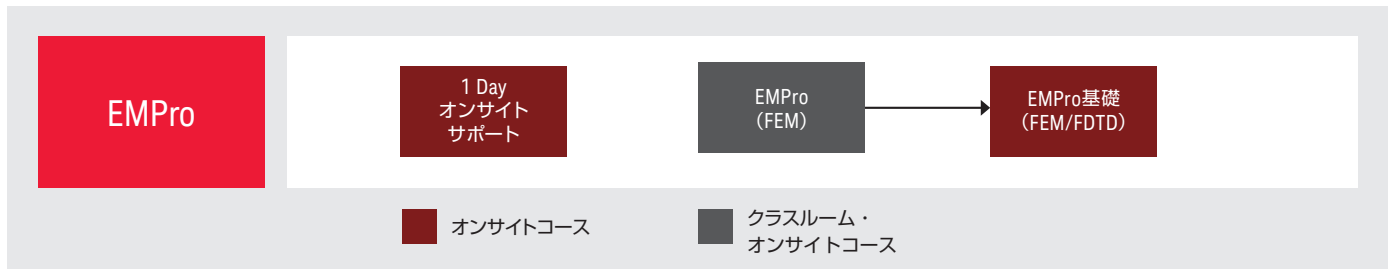 EMPro
1 Day
オンサイト
サポート
EMPro
（FEM）
EMPro基礎
（FEM/FDTD）
オンサイトコース
クラスルーム・
オンサイトコース